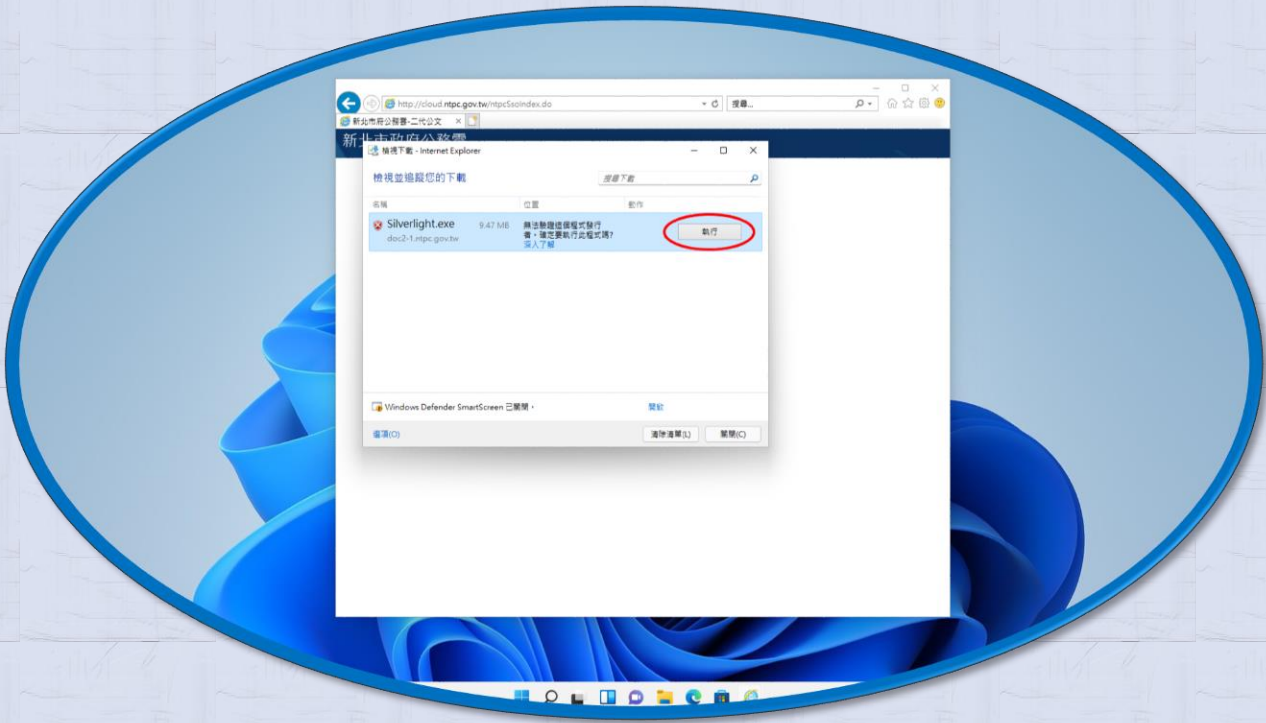 http://cloud.ntpc.gov.tw/ntpcSsoIndex.do
搜尋...
新北市府公務雲-二代公文
新北市政府公務雲
檢視下載 - Internet Explorer
檢視並追蹤您的下載
搜尋下載
名稱 位置 動作
Silverlight.exe 9.47 MB 無法驗證這個程式發行
doc2-1.ntpc.gov.tw 者，確定要執行此程式嗎?
深入了解
執行
Windows Defender SmartScreen 已關閉。
開啟
選項(O)
清除清單(L)
關閉(C)